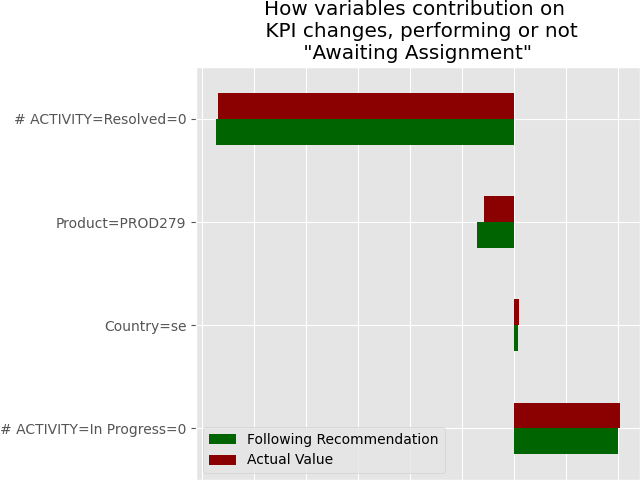 How variables contribution on
KPI changes, performing or not
"Awaiting Assignment"
# ACTIVITY=Resolved=0
Product=PROD279
Country=se
# ACTIVITY=In Progress=0
Following Recommendation
Actual Value